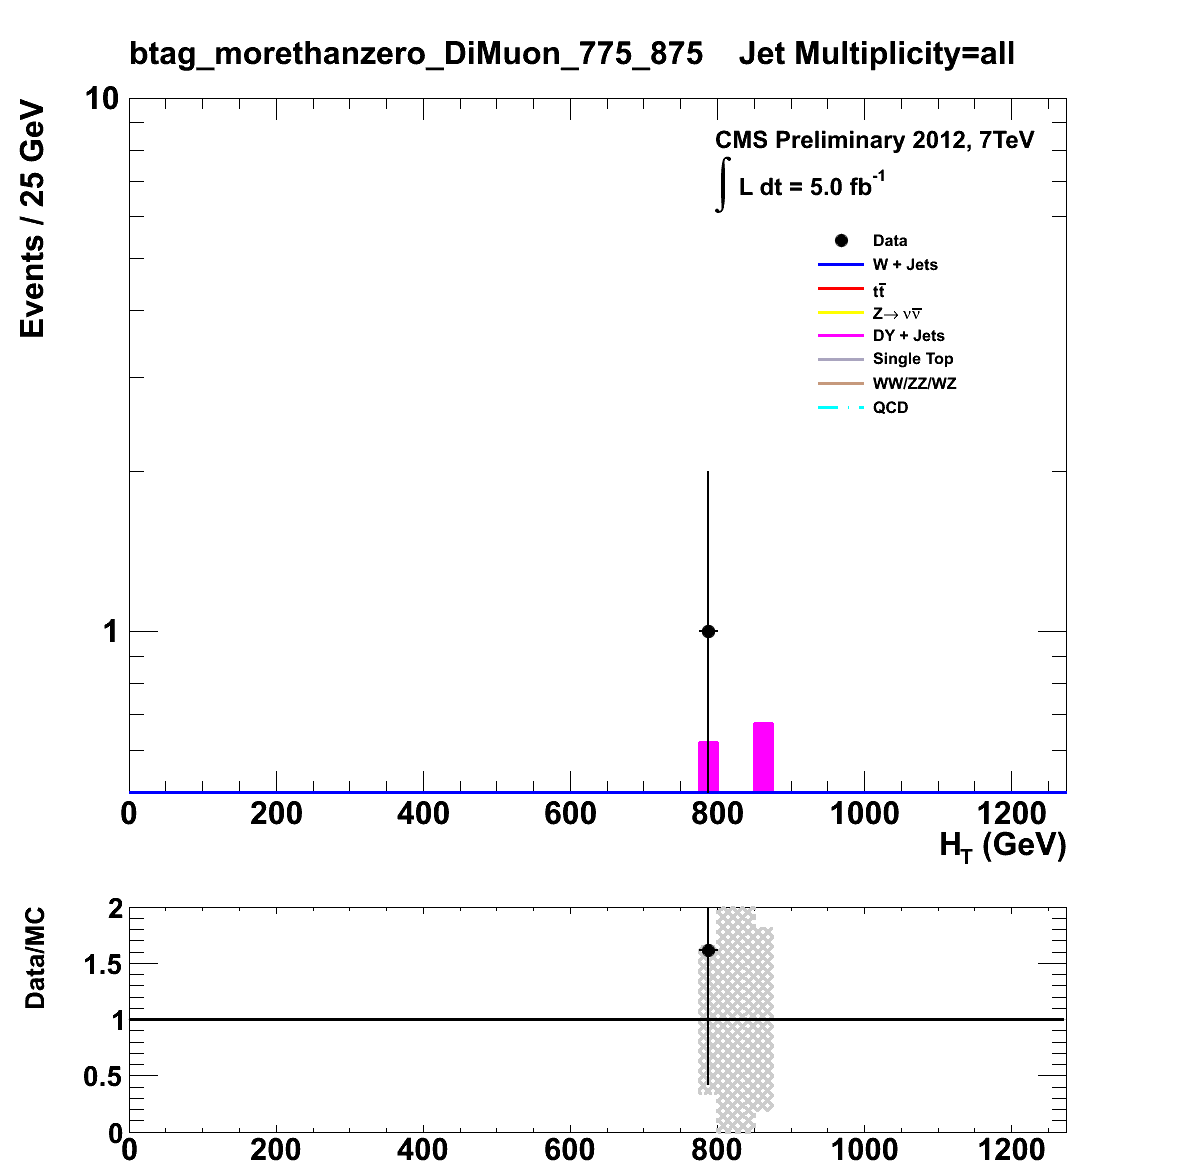 btag_morethanzero_DiMuon_775_875 Jet Multiplicity=all
Events / 25 GeV
10
1
CMS Preliminary 2012, 7TeV
∫ L dt = 5.0 fb⁻¹
Data
W + Jets
tt̅
Z→ νν̅
DY + Jets
Single Top
WW/ZZ/WZ
QCD
0 200 400 600 800 1000 1200
H_T (GeV)
Data/MC
2
1.5
1
0.5
0
0 200 400 600 800 1000 1200